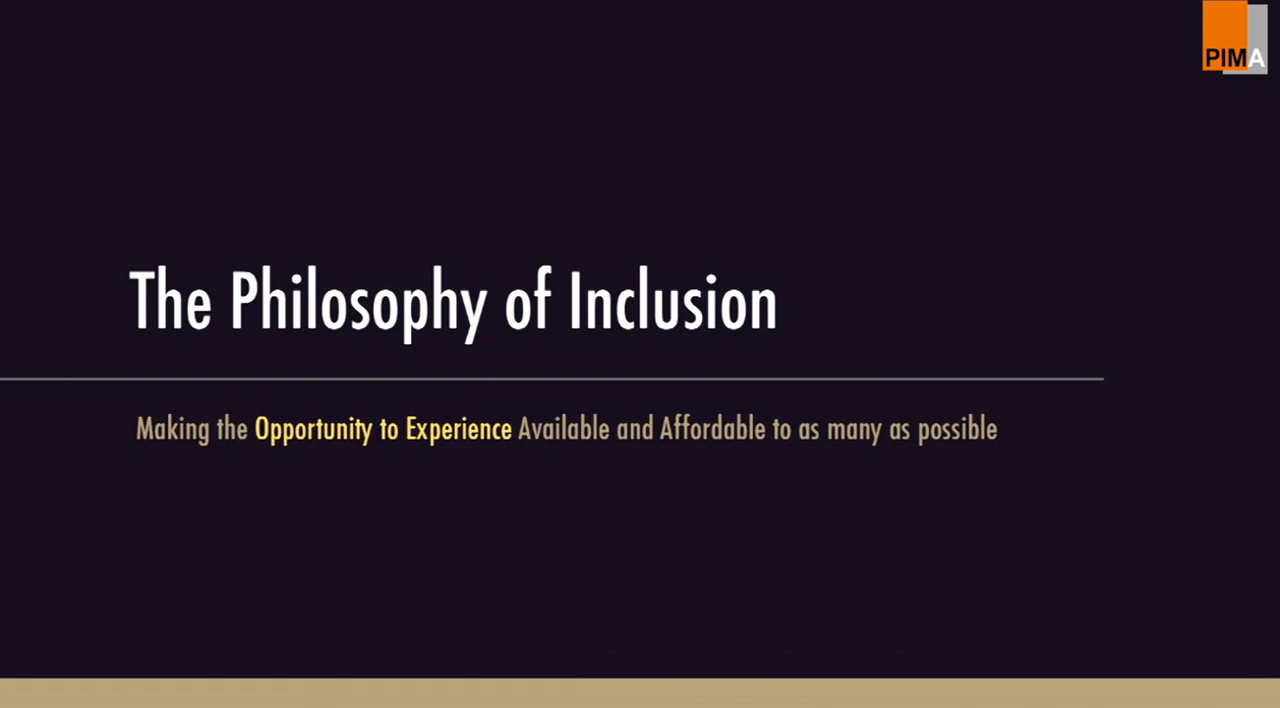 PIMA
The Philosophy of Inclusion
Making the Opportunity to Experience Available and Affordable to as many as possible